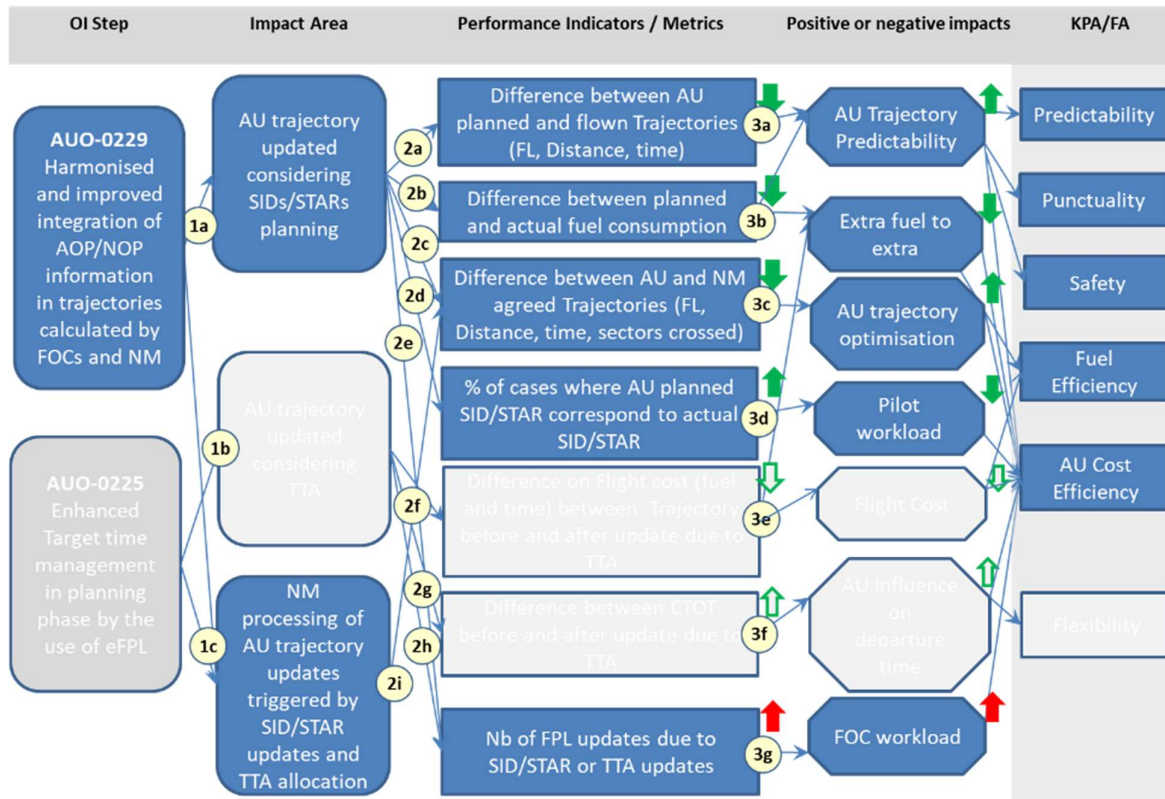 OI Step
Impact Area
Performance Indicators / Metrics
Positive or negative impacts
KPA/FA
AUO-0229
Harmonised
and improved
integration of
AOP/NOP
information
in trajectories
calculated by
FOCs and NM
AUO-0225
Enhanced
Target time
management
in planning
phase by the
use of eFPL
1a
1b
1c
AU trajectory
updated
considering
SIDs/STARs
planning
AU trajectory
updated
considering
TTA
NM
processing of
AU trajectory
updates
triggered by
SID/STAR
updates and
TTA allocation
2a
2b
2c
2d
2e
2f
2g
2h
2i
Difference between AU
planned and flown Trajectories
(FL, Distance, time)
Difference between planned
and actual fuel consumption
Difference between AU and NM
agreed Trajectories (FL,
Distance, time, sectors crossed)
% of cases where AU planned
SID/STAR correspond to actual
SID/STAR
Difference on Flight cost (fuel
and time) between Trajectory
before and after update due to
TTA
Difference between CTOT
before and after update due to
TTA
Nb of FPL updates due to
SID/STAR or TTA updates
3a
3b
3c
3d
3e
3f
3g
AU Trajectory
Predictability
Extra fuel to
extra
AU trajectory
optimisation
Pilot
workload
Flight Cost
AU Influence
on
departure
time
FOC workload
Predictability
Punctuality
Safety
Fuel
Efficiency
AU Cost
Efficiency
Flexibility